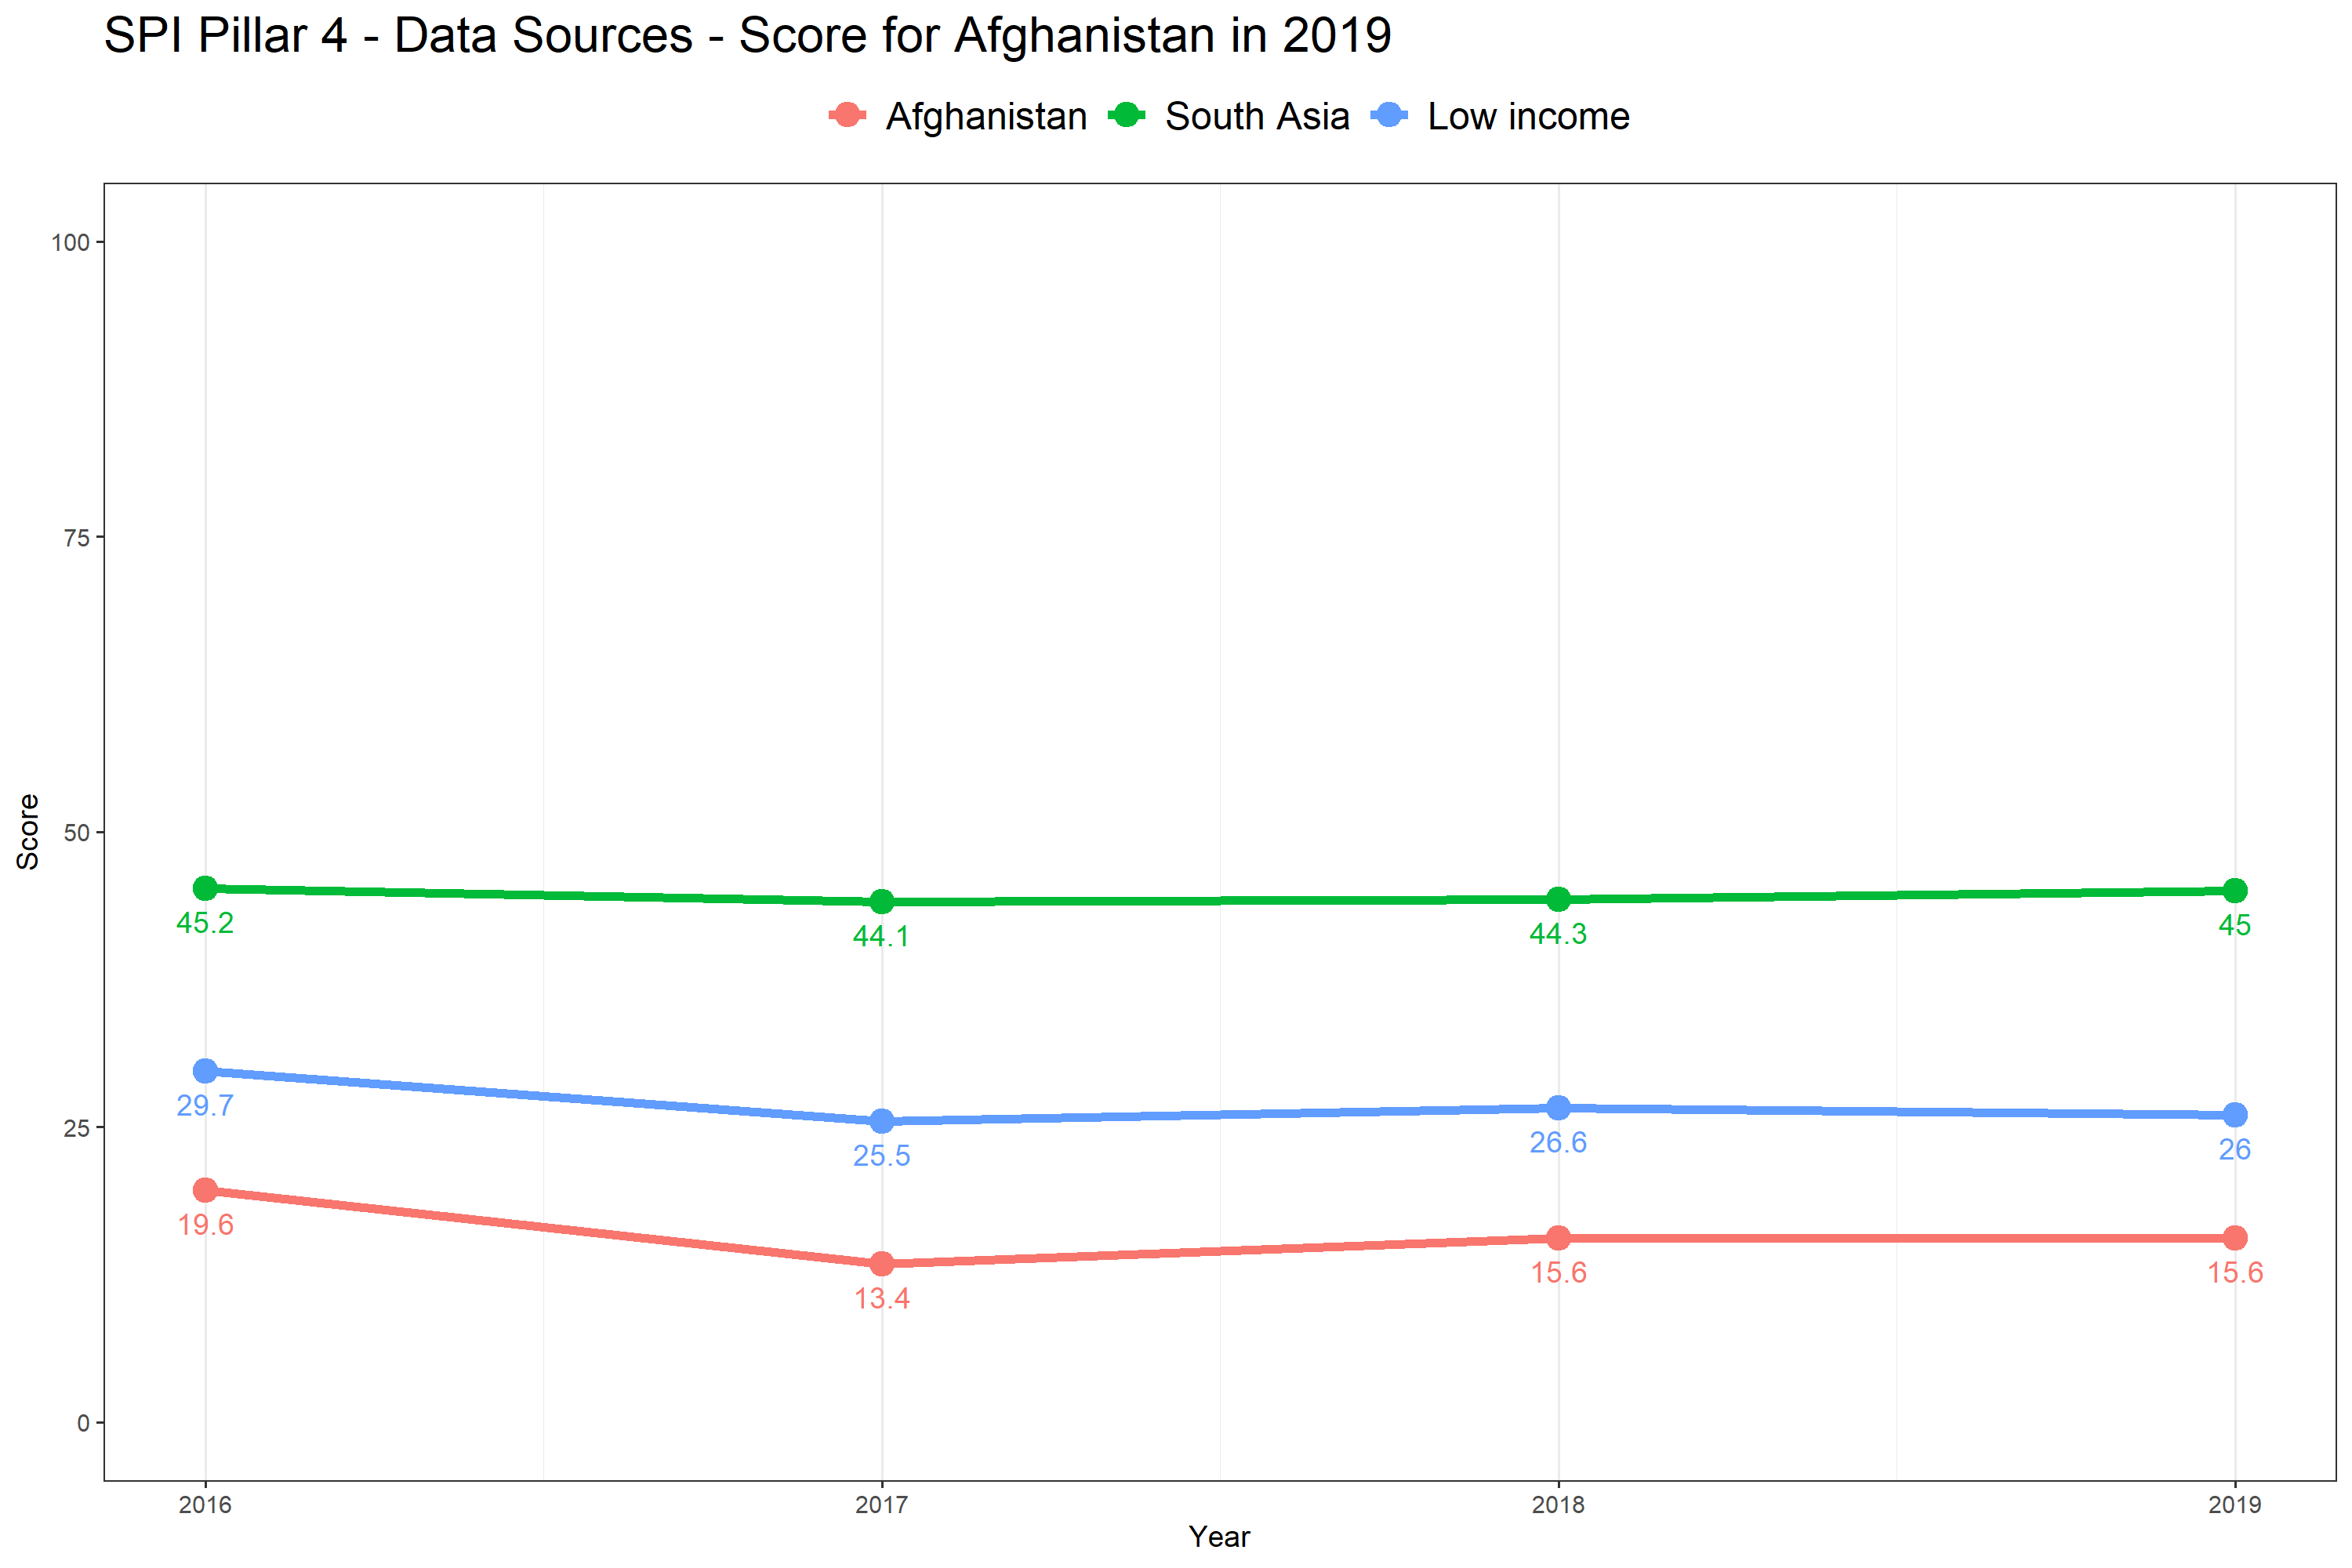 SPI Pillar 4 - Data Sources - Score for Afghanistan in 2019
Afghanistan South Asia Low income
100
75
50
25
0
Score
45.2 44.1 44.3 45
29.7 25.5 26.6 26
19.6 13.4 15.6 15.6
2016 2017 2018 2019
Year